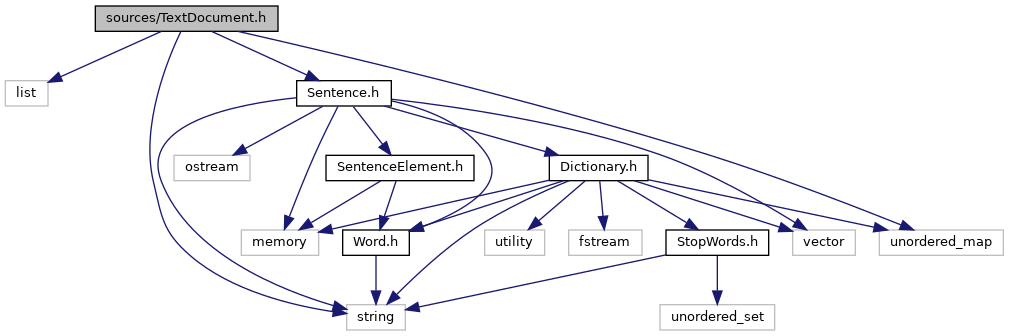 sources/TextDocument.h
list
Sentence.h
ostream
SentenceElement.h
Dictionary.h
memory
Word.h
utility
fstream
StopWords.h
vector
unordered_map
string
unordered_set